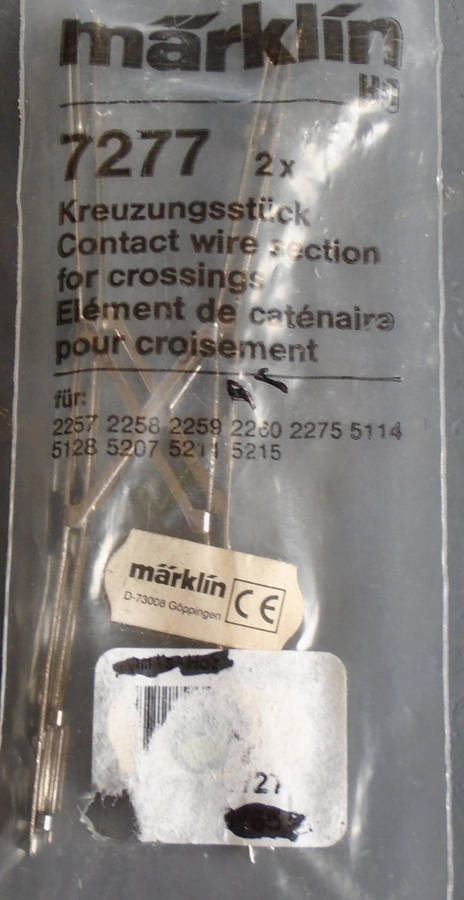 märklin
H0
7277 2x
Kreuzungsstück
Contact wire section
for crossings
Elément de caténaire
pour croisement
für:
2257 2258 2259 2260 2275 5114
5128 5207 5211 5215
märklin
D-73008 Göppingen
CE
27